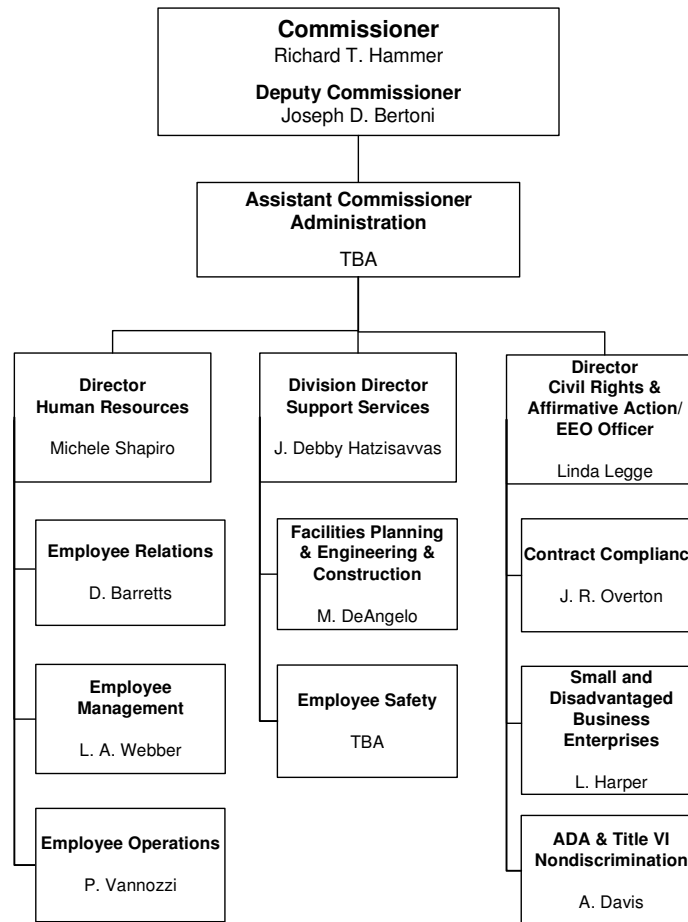 Commissioner
Richard T. Hammer
Deputy Commissioner
Joseph D. Bertoni
Assistant Commissioner
Administration
TBA
Director
Human Resources
Michele Shapiro
Employee Relations
D. Barretts
Employee
Management
L. A. Webber
Employee Operations
P. Vannozzi
Division Director
Support Services
J. Debby Hatzisavvas
Facilities Planning
& Engineering &
Construction
M. DeAngelo
Employee Safety
TBA
Director
Civil Rights &
Affirmative Action/
EEO Officer
Linda Legge
Contract Complianc
J. R. Overton
Small and
Disadvantaged
Business
Enterprises
L. Harper
ADA & Title VI
Nondiscrimination
A. Davis